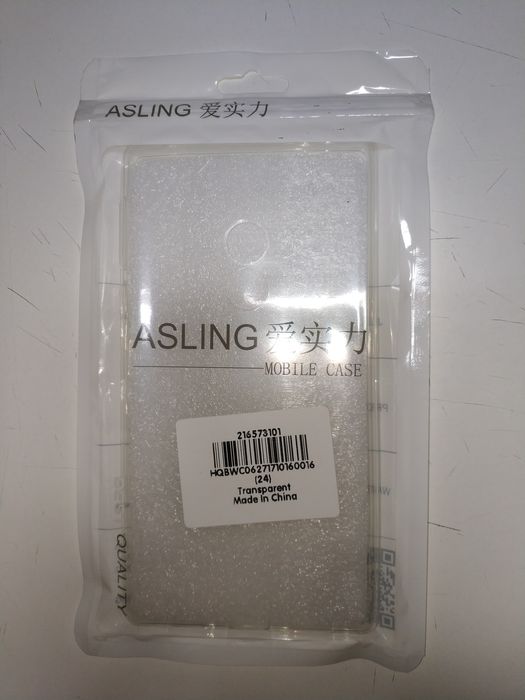 ASLING 爱实力
ASLING 爱实力
MOBILE CASE
216573101
HQBWC06271710160016
(24)
Transparent
Made in China
QUALITY